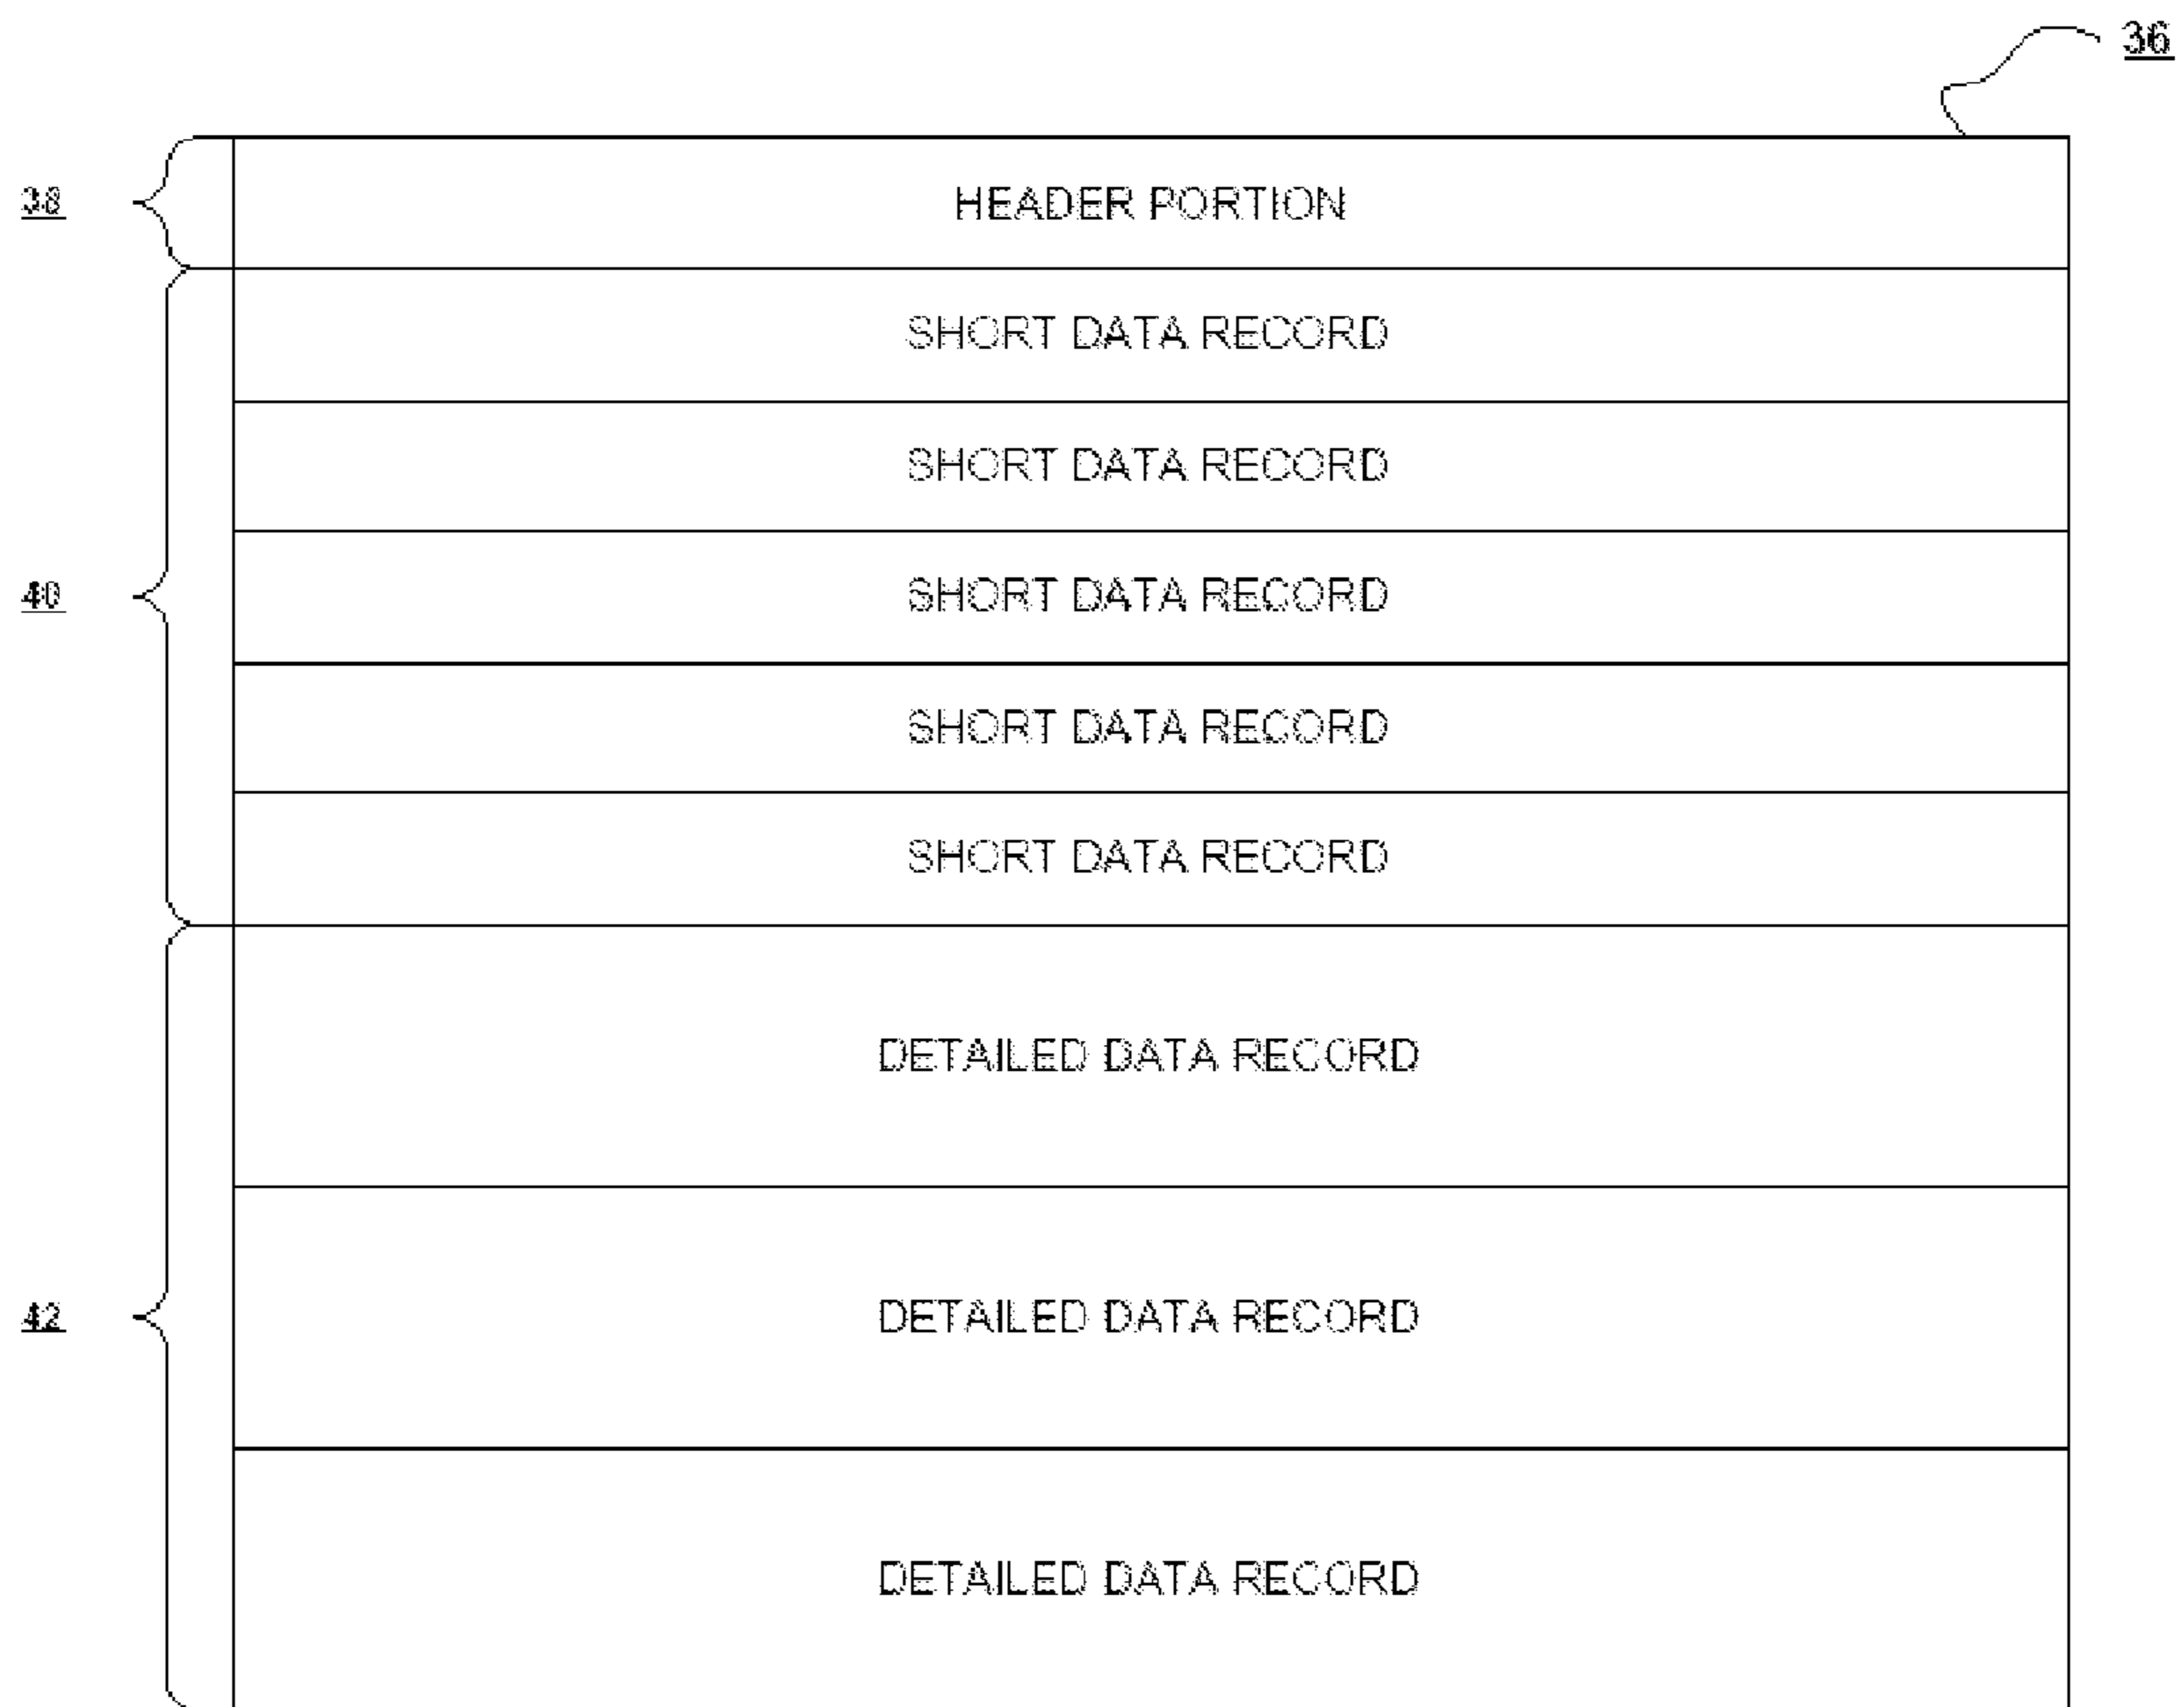 36
38
HEADER PORTION
SHORT DATA RECORD
SHORT DATA RECORD
40
SHORT DATA RECORD
SHORT DATA RECORD
SHORT DATA RECORD
DETAILED DATA RECORD
42
DETAILED DATA RECORD
DETAILED DATA RECORD